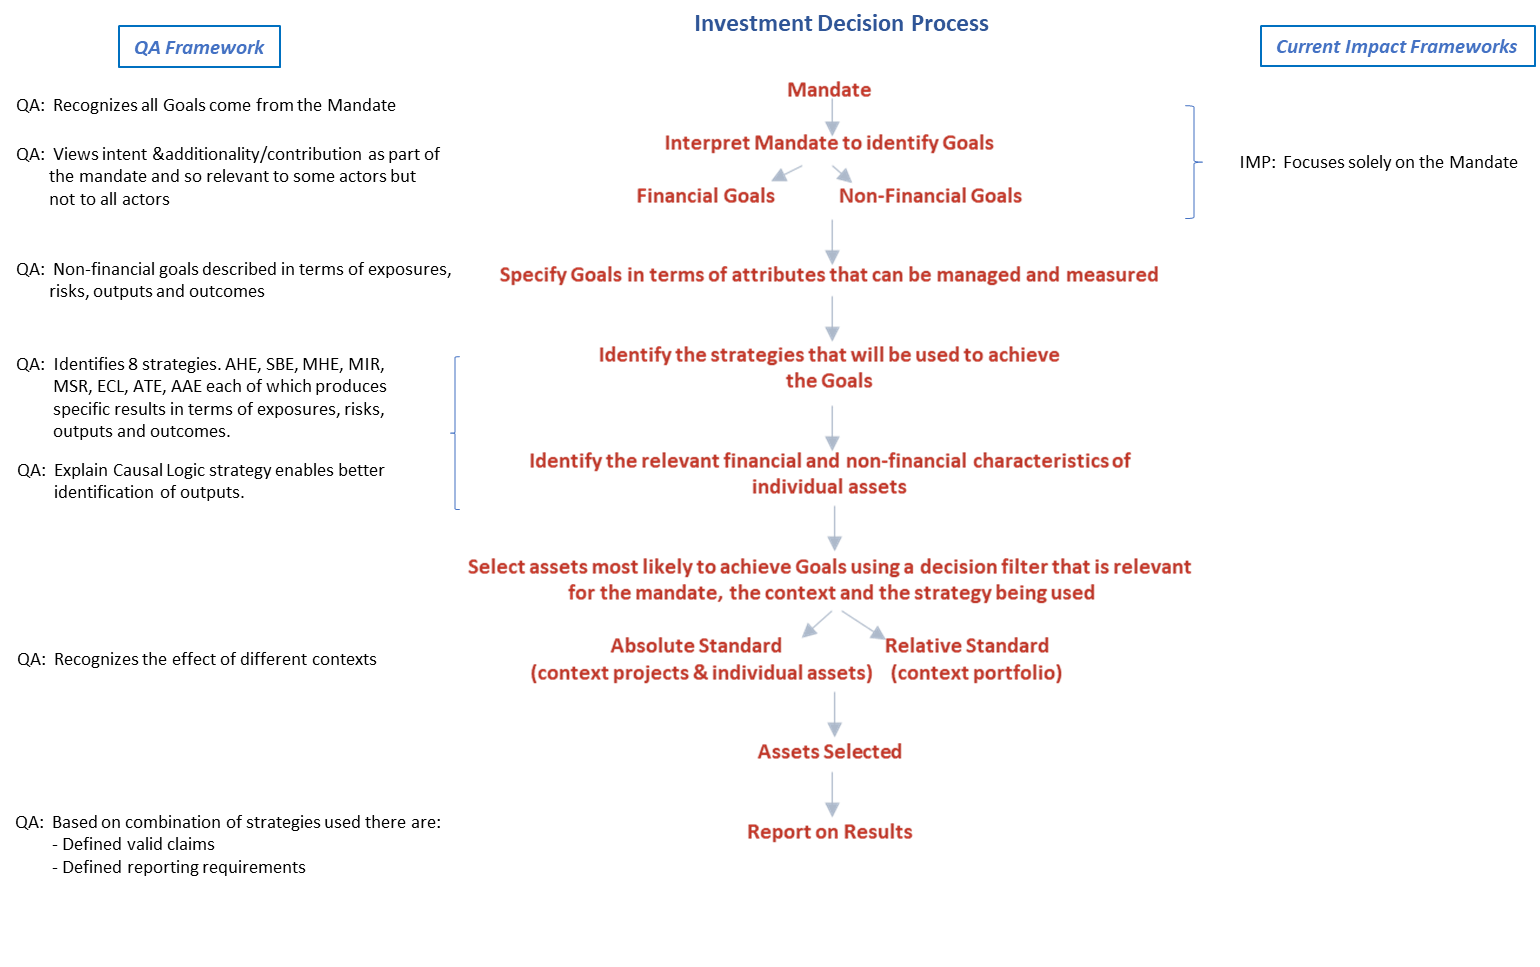 Investment Decision Process
QA Framework
Current Impact Frameworks
Mandate
QA:  Recognizes all Goals come from the Mandate
Interpret Mandate to identify Goals
QA:  Views intent &additionality/contribution as part of
the mandate and so relevant to some actors but
not to all actors
IMP:  Focuses solely on the Mandate
Financial Goals
Non-Financial Goals
QA:  Non-financial goals described in terms of exposures,
risks, outputs and outcomes
Specify Goals in terms of attributes that can be managed and measured
QA:  Identifies 8 strategies. AHE, SBE, MHE, MIR,
MSR, ECL, ATE, AAE each of which produces
specific results in terms of exposures, risks,
outputs and outcomes.
Identify the strategies that will be used to achieve
the Goals
QA:  Explain Causal Logic strategy enables better
identification of outputs.
Identify the relevant financial and non-financial characteristics of
individual assets
Select assets most likely to achieve Goals using a decision filter that is relevant
for the mandate, the context and the strategy being used
QA:  Recognizes the effect of different contexts
Absolute Standard
(context projects & individual assets)
Relative Standard
(context portfolio)
Assets Selected
QA:  Based on combination of strategies used there are:
- Defined valid claims
- Defined reporting requirements
Report on Results